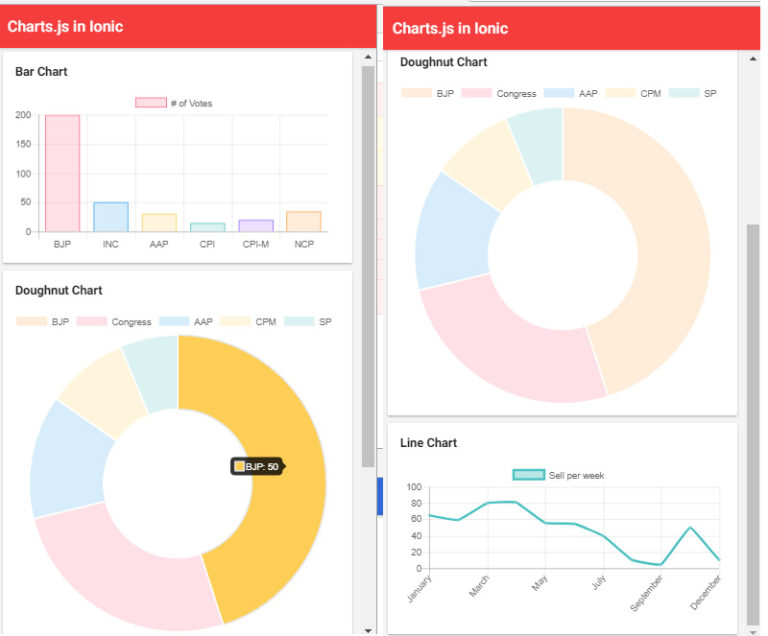 Charts.js in Ionic
Bar Chart
# of Votes
200
150
100
50
0
BJP INC AAP CPI CPI-M NCP
Doughnut Chart
BJP Congress AAP CPM SP
BJP: 50
Charts.js in Ionic
Doughnut Chart
BJP Congress AAP CPM SP
Line Chart
Sell per week
100
80
60
40
20
0
January March May July September December